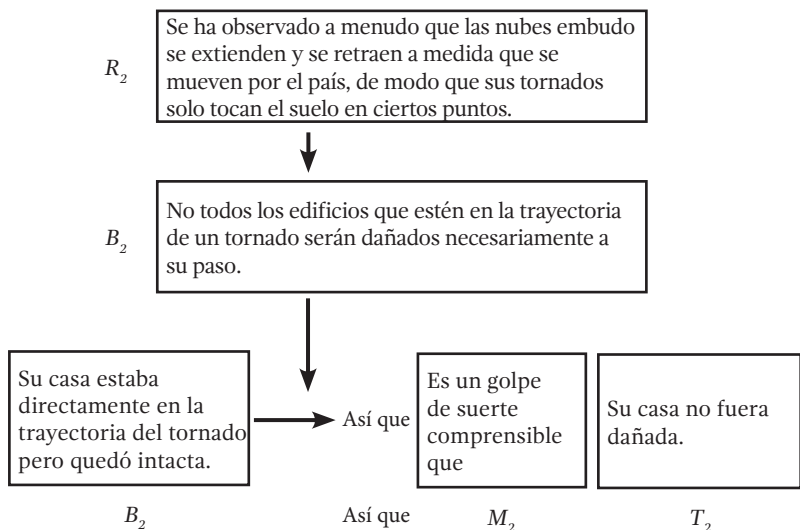 Se ha observado a menudo que las nubes embudo
se extienden y se retraen a medida que se
R₂
mueven por el país, de modo que sus tornados
solo tocan el suelo en ciertos puntos.
No todos los edificios que estén en la trayectoria
B₂
de un tornado serán dañados necesariamente a
su paso.
Su casa estaba
directamente en la
trayectoria del tornado
pero quedó intacta.
Así que
Es un golpe
de suerte
comprensible
que
Su casa no fuera
dañada.
B₂ Así que M₂ T₂